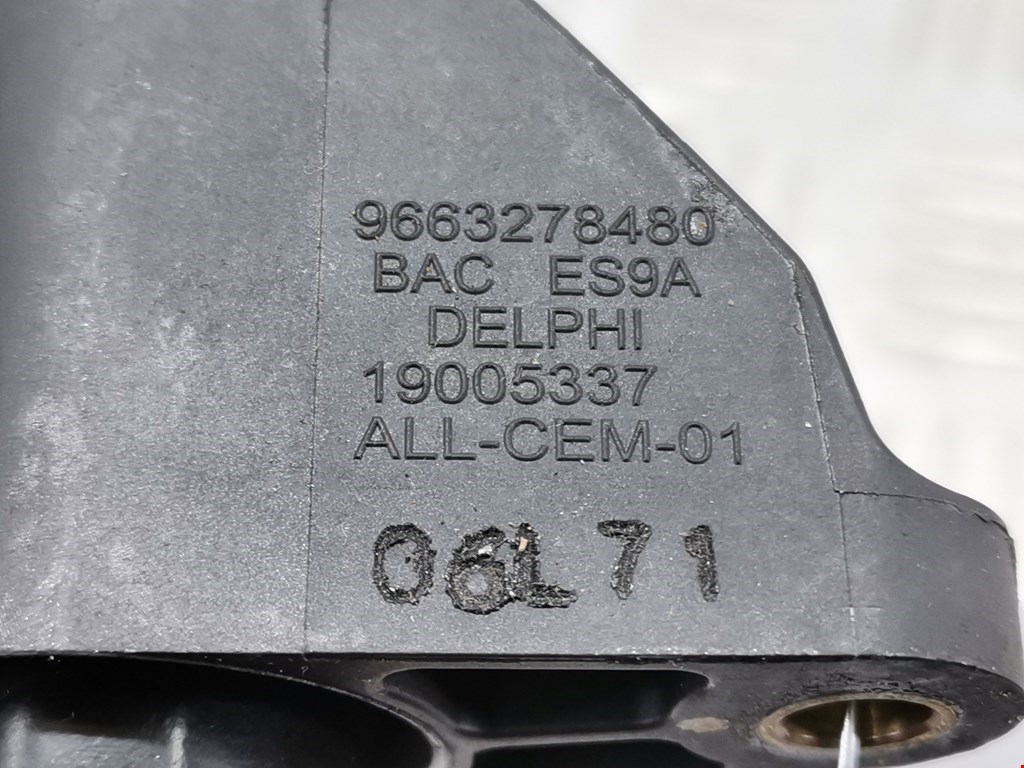 9663278480
BAC ES9A
DELPHI
19005337
ALL-CEM-01
06L71